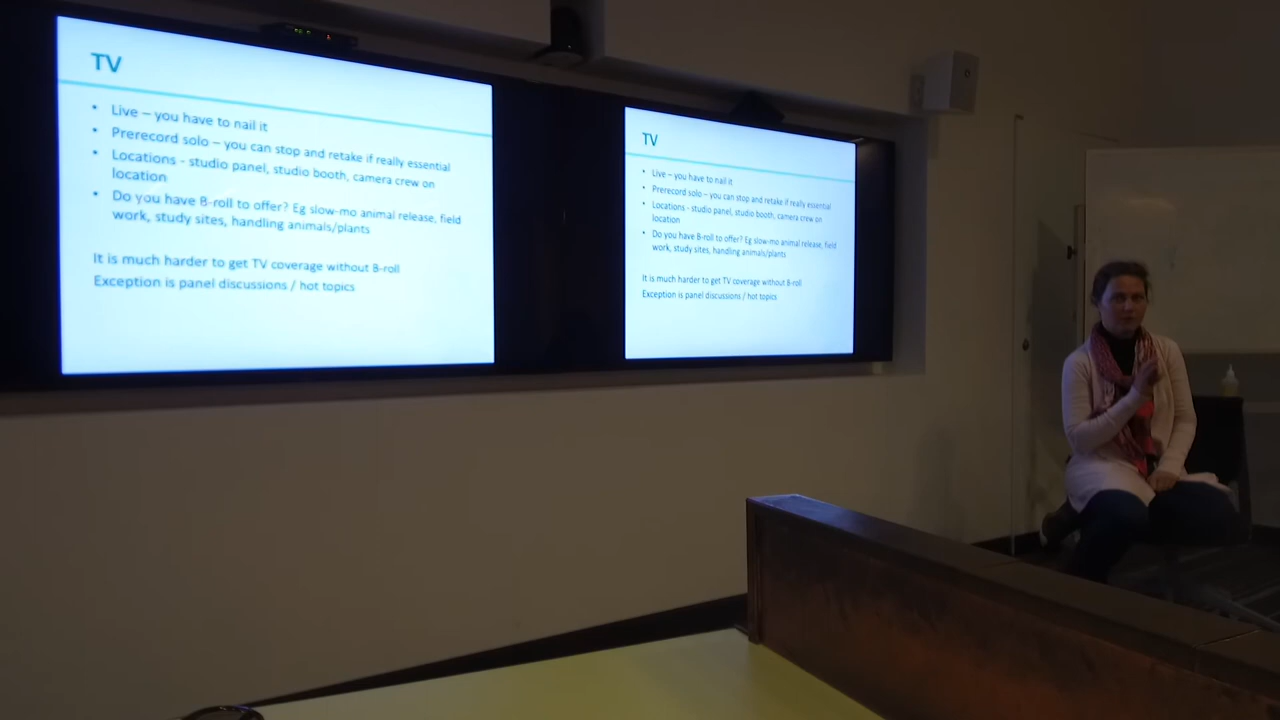 TV
• Live – you have to nail it
• Prerecord solo – you can stop and retake if really essential
• Locations - studio panel, studio booth, camera crew on
location
• Do you have B-roll to offer? Eg slow-mo animal release, field
work, study sites, handling animals/plants
It is much harder to get TV coverage without B-roll
Exception is panel discussions / hot topics
TV
• Live – you have to nail it
• Prerecord solo – you can stop and retake if really essential
• Locations - studio panel, studio booth, camera crew on
location
• Do you have B-roll to offer? Eg slow-mo animal release, field
work, study sites, handling animals/plants
It is much harder to get TV coverage without B-roll
Exception is panel discussions / hot topics